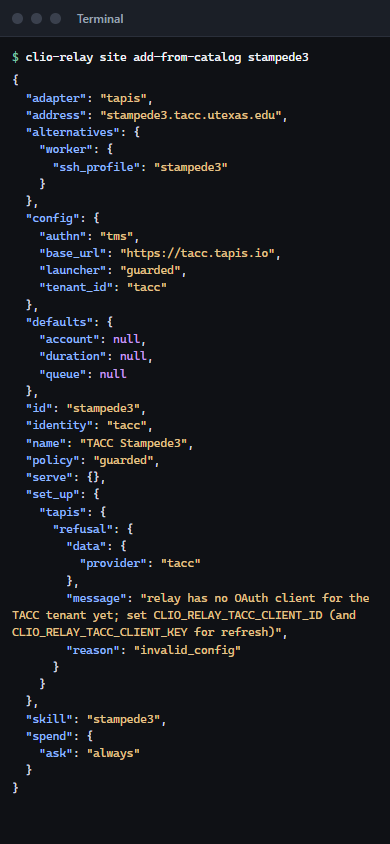 Terminal
$ clio-relay site add-from-catalog stampede3
{
  "adapter": "tapis",
  "address": "stampede3.tacc.utexas.edu",
  "alternatives": {
    "worker": {
      "ssh_profile": "stampede3"
    }
  },
  "config": {
    "authn": "tms",
    "base_url": "https://tacc.tapis.io",
    "launcher": "guarded",
    "tenant_id": "tacc"
  },
  "defaults": {
    "account": null,
    "duration": null,
    "queue": null
  },
  "id": "stampede3",
  "identity": "tacc",
  "name": "TACC Stampede3",
  "policy": "guarded",
  "serve": {},
  "set_up": {
    "tapis": {
      "refusal": {
        "data": {
          "provider": "tacc"
        },
        "message": "relay has no OAuth client for the
TACC tenant yet; set CLIO_RELAY_TACC_CLIENT_ID (and
CLIO_RELAY_TACC_CLIENT_KEY for refresh)",
        "reason": "invalid_config"
      }
    }
  },
  "skill": "stampede3",
  "spend": {
    "ask": "always"
  }
}